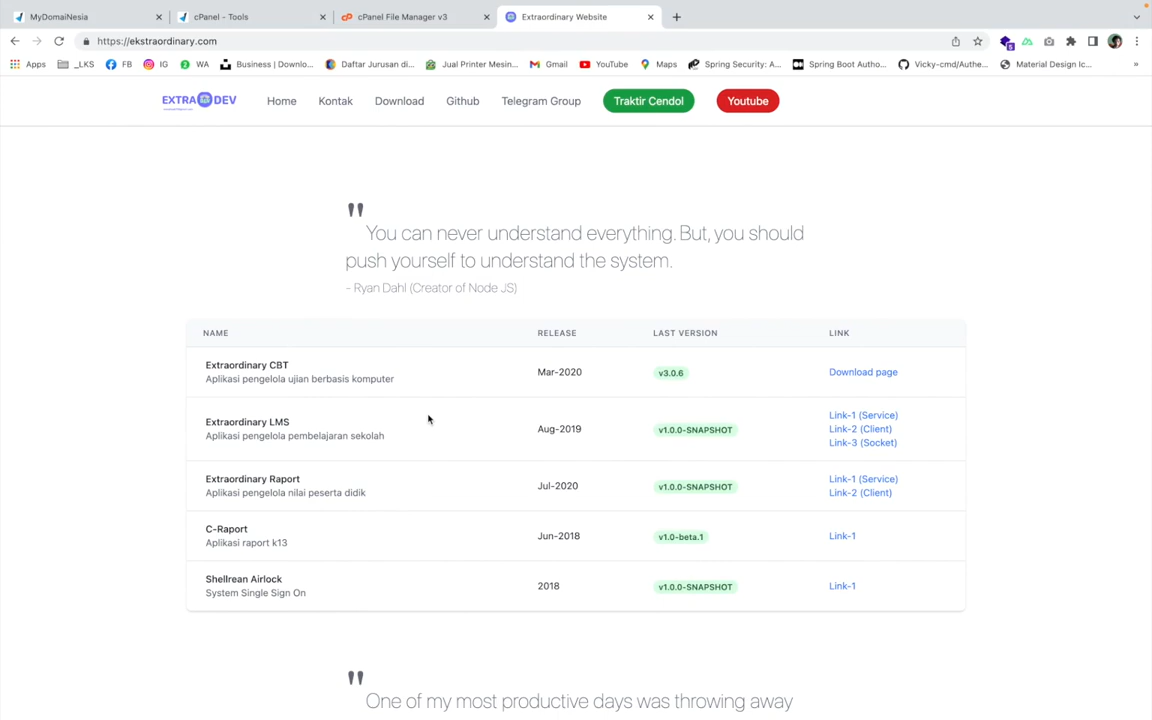 MyDomaiNesia
cPanel - Tools
cPanel File Manager v3
Extraordinary Website
https://ekstraordinary.com
Apps
_LKS
FB
IG
WA
Business | Downlo...
Daftar Jurusan di...
Jual Printer Mesin...
Gmail
YouTube
Maps
Spring Security: A...
Spring Boot Autho...
Vicky-cmd/Authe...
Material Design Ic...
EXTRA DEV
Home
Kontak
Download
Github
Telegram Group
Traktir Cendol
Youtube
"You can never understand everything. But, you should
push yourself to understand the system.
- Ryan Dahl (Creator of Node JS)
NAME RELEASE LAST VERSION LINK
Extraordinary CBT
Aplikasi pengelola ujian berbasis komputer
Mar-2020
v3.0.6
Download page
Extraordinary LMS
Aplikasi pengelola pembelajaran sekolah
Aug-2019
v1.0.0-SNAPSHOT
Link-1 (Service)
Link-2 (Client)
Link-3 (Socket)
Extraordinary Raport
Aplikasi pengelola nilai peserta didik
Jul-2020
v1.0.0-SNAPSHOT
Link-1 (Service)
Link-2 (Client)
C-Raport
Aplikasi raport k13
Jun-2018
v1.0-beta.1
Link-1
Shellrean Airlock
System Single Sign On
2018
v1.0.0-SNAPSHOT
Link-1
"One of my most productive days was throwing away